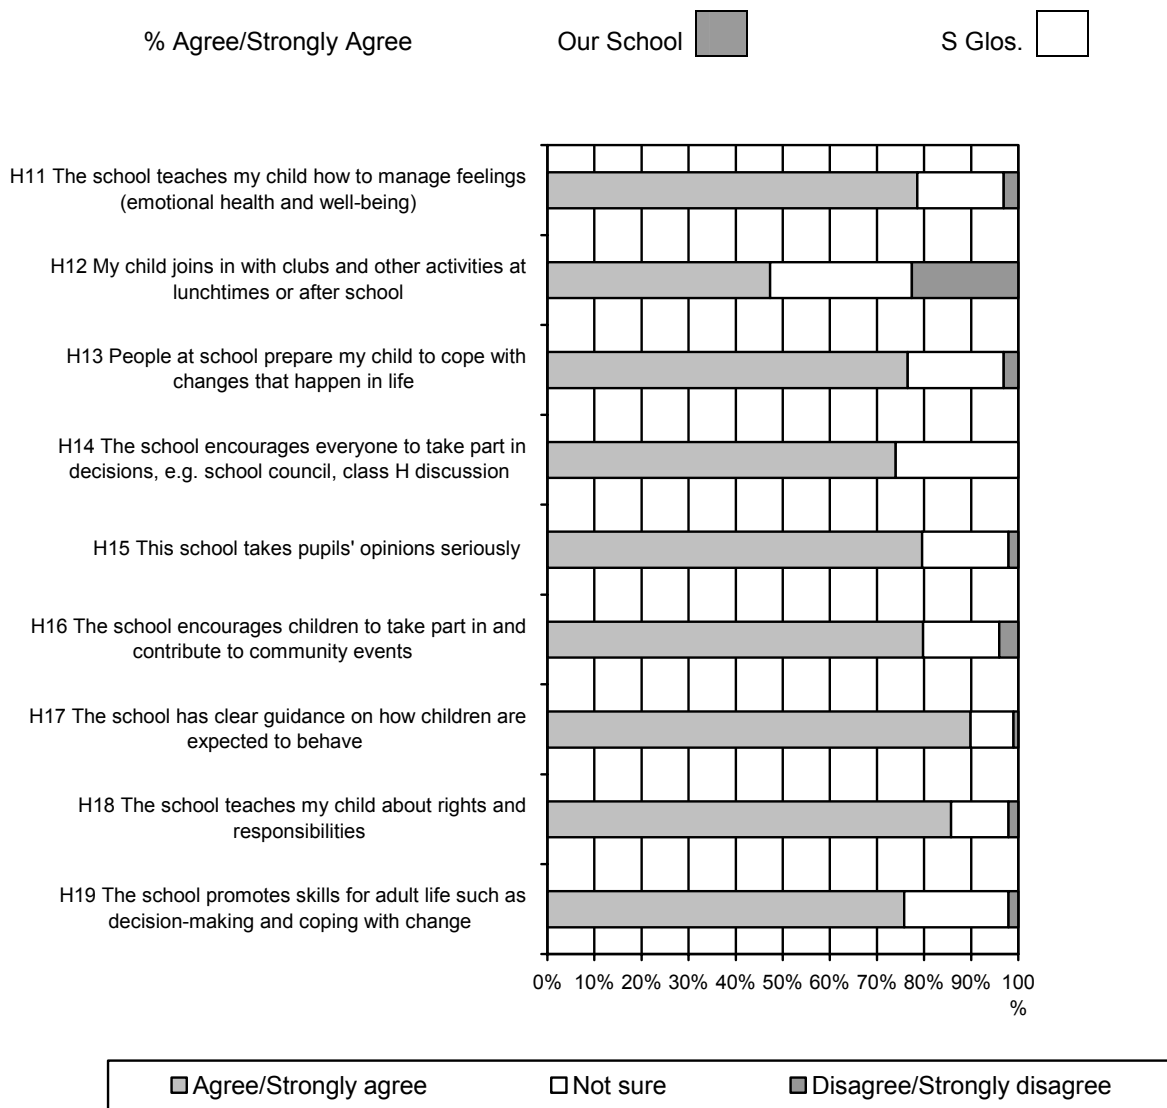 % Agree/Strongly Agree
Our School
S Glos.
H11 The school teaches my child how to manage feelings
(emotional health and well-being)
H12 My child joins in with clubs and other activities at
lunchtimes or after school
H13 People at school prepare my child to cope with
changes that happen in life
H14 The school encourages everyone to take part in
decisions, e.g. school council, class H discussion
H15 This school takes pupils' opinions seriously
H16 The school encourages children to take part in and
contribute to community events
H17 The school has clear guidance on how children are
expected to behave
H18 The school teaches my child about rights and
responsibilities
H19 The school promotes skills for adult life such as
decision-making and coping with change
0% 10% 20% 30% 40% 50% 60% 70% 80% 90% 100
%
Agree/Strongly agree
Not sure
Disagree/Strongly disagree